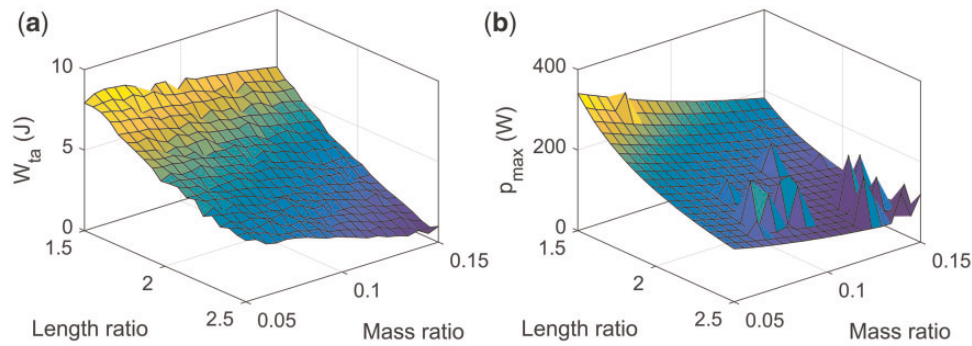 (a)
W_ta (J)
10
5
0
1.5
2
2.5
0.05
0.1
0.15
Length ratio
Mass ratio
(b)
p_max (W)
400
200
0
1.5
2
2.5
0.05
0.1
0.15
Length ratio
Mass ratio